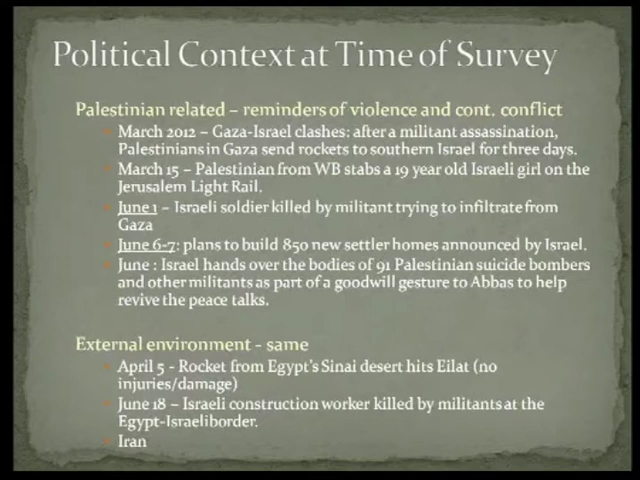 Political Context at Time of Survey
Palestinian related – reminders of violence and cont. conflict
March 2012 – Gaza-Israel clashes: after a militant assassination,
Palestinians in Gaza send rockets to southern Israel for three days.
March 15 – Palestinian from WB stabs a 19 year old Israeli girl on the
Jerusalem Light Rail.
June 1 – Israeli soldier killed by militant trying to infiltrate from
Gaza
June 6-7: plans to build 850 new settler homes announced by Israel.
June : Israel hands over the bodies of 91 Palestinian suicide bombers
and other militants as part of a goodwill gesture to Abbas to help
revive the peace talks.
External environment - same
April 5 - Rocket from Egypt's Sinai desert hits Eilat (no
injuries/damage)
June 18 – Israeli construction worker killed by militants at the
Egypt-Israeliborder.
Iran